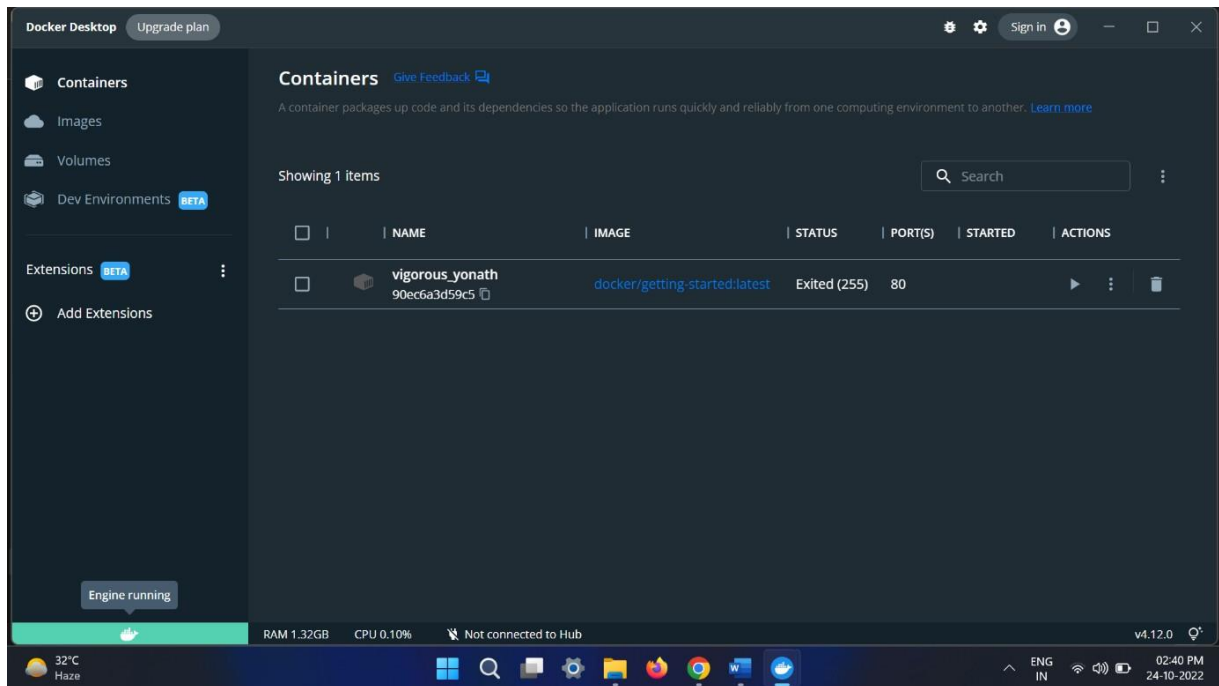 Docker Desktop Upgrade plan Sign in
Containers
Images
Volumes
Dev Environments BETA
Extensions BETA
Add Extensions
Containers Give Feedback
A container packages up code and its dependencies so the application runs quickly and reliably from one computing environment to another. Learn more
Showing 1 items Search
NAME IMAGE STATUS PORT(S) STARTED ACTIONS
vigorous_yonath docker/getting-started:latest Exited (255) 80
90ec6a3d59c5
Engine running
RAM 1.32GB CPU 0.10% Not connected to Hub v4.12.0
32°C
Haze
ENG
IN
02:40 PM
24-10-2022